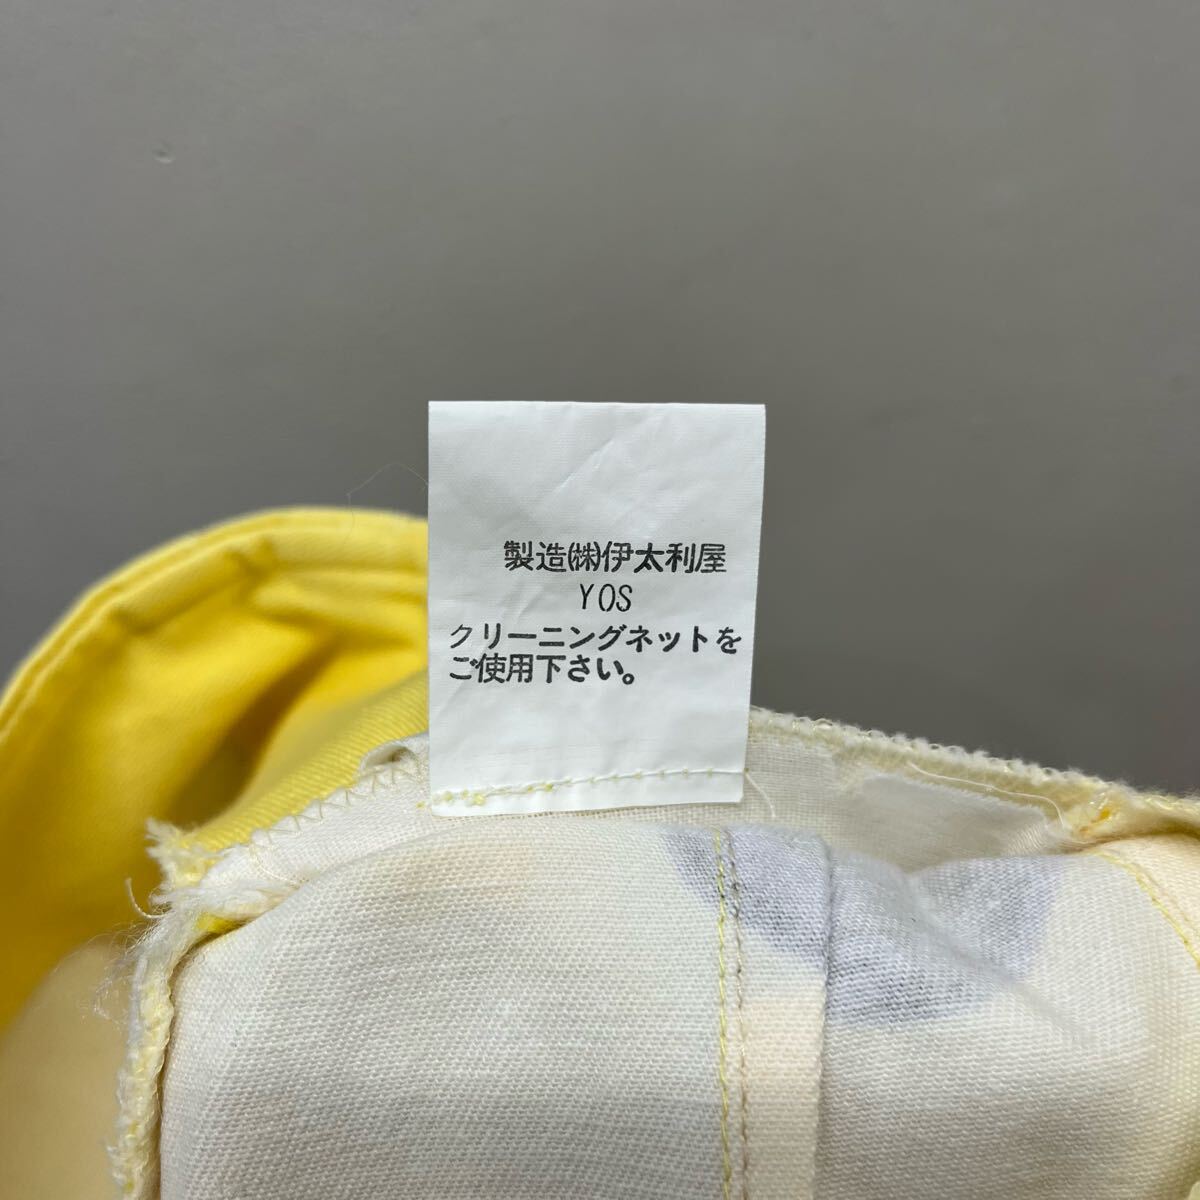 製造㈱伊太利屋
YOS
クリーニングネットを
ご使用下さい。